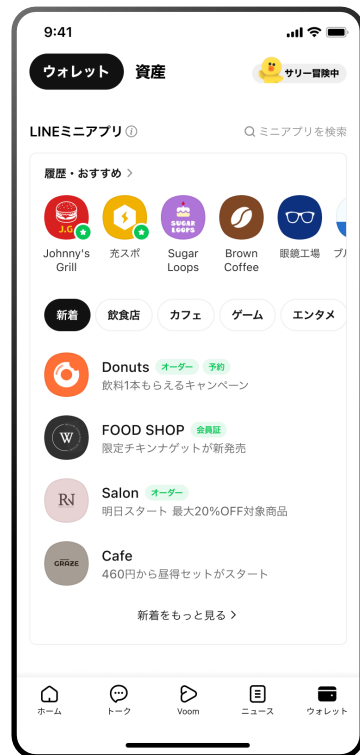 9:41
ウォレット 資産
サリー冒険中
LINEミニアプリ
ミニアプリを検索
履歴・おすすめ
J.G
SUGAR
LOOPS
Johnny's
Grill
充スポ
Sugar
Loops
Brown
Coffee
眼鏡工場
新着 飲食店 カフェ ゲーム エンタメ
Donuts オーダー 予約
飲料1本もらえるキャンペーン
W
FOOD SHOP 会員証
限定チキンナゲットが新発売
RN
Salon オーダー
明日スタート 最大20%OFF対象商品
GRAZE
Cafe
460円から昼得セットがスタート
新着をもっと見る
ホーム トーク Voom ニュース ウォレット